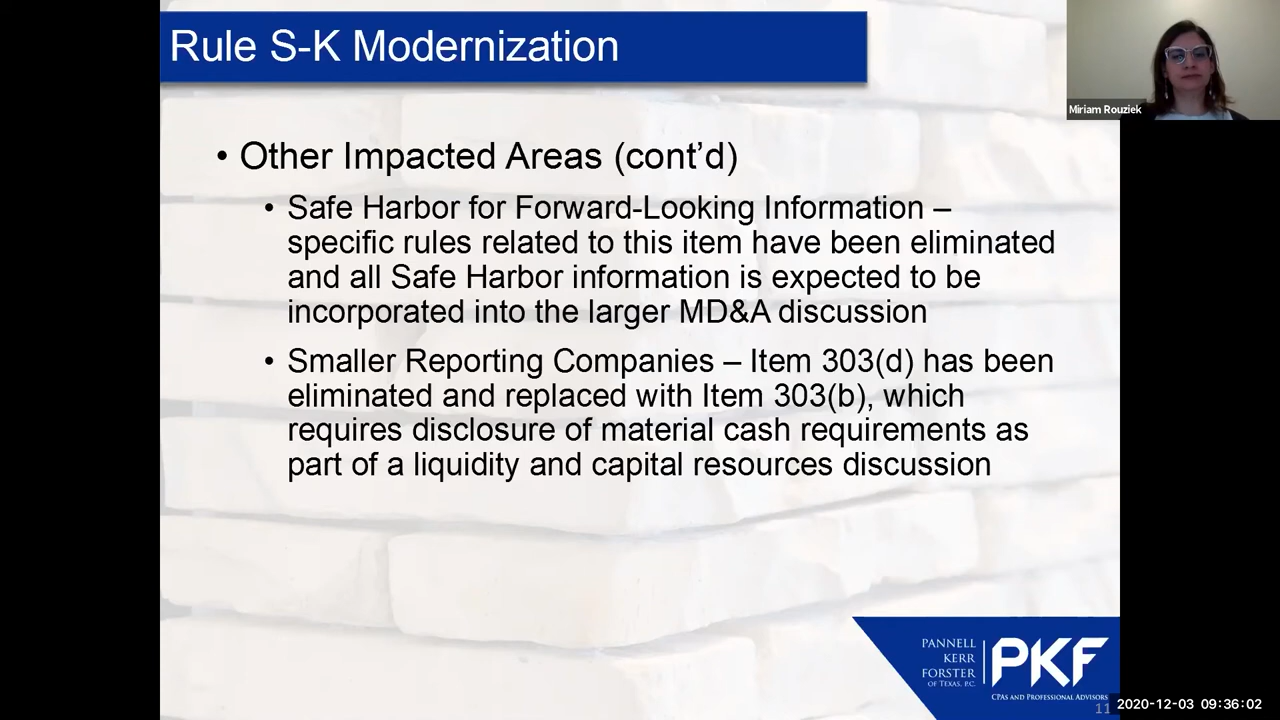 Rule S-K Modernization
Miriam Rouziek
• Other Impacted Areas (cont’d)
• Safe Harbor for Forward-Looking Information –
specific rules related to this item have been eliminated
and all Safe Harbor information is expected to be
incorporated into the larger MD&A discussion
• Smaller Reporting Companies – Item 303(d) has been
eliminated and replaced with Item 303(b), which
requires disclosure of material cash requirements as
part of a liquidity and capital resources discussion
PANNELL
KERR
FORSTER
OF TEXAS, P.C.
PKF
CPAS AND PROFESSIONAL ADVISORS
11
2020-12-03 09:36:02